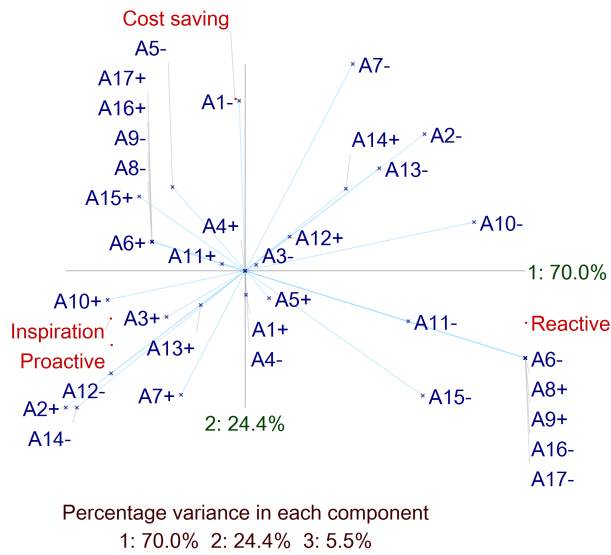 Cost saving
A5-
A7-
A17+
A1-
A16+
A9-
A14+
A2-
A8-
A13-
A15+
A4+
A10-
A6+
A12+
A11+
A3-
1: 70.0%
A10+
A5+
A3+
A11-
Reactive
Inspiration
A1+
A13+
Proactive
A4-
A6-
A12-
A8+
A7+
A15-
A2+
A9+
2: 24.4%
A14-
A16-
A17-
Percentage variance in each component
1: 70.0% 2: 24.4% 3: 5.5%